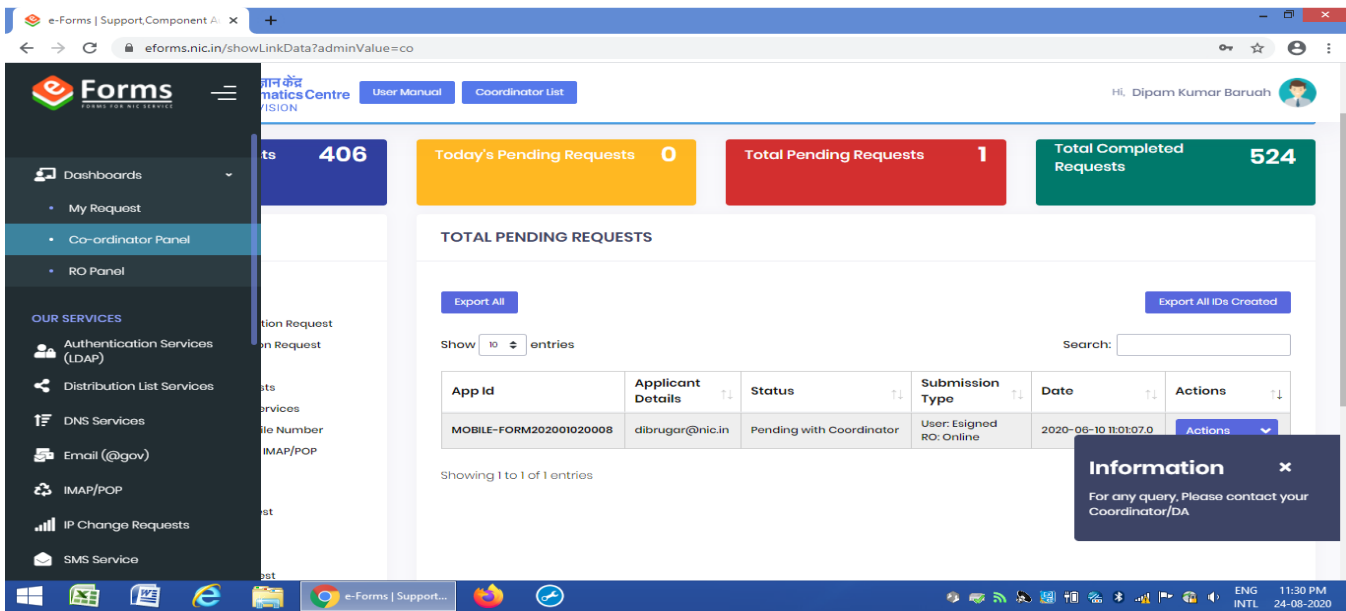 e-Forms | Support,Component A
eforms.nic.in/showLinkData?adminValue=co
Forms
FORMS FOR NIC SERVICE
ज्ञान केंद्र
matics Centre
VISION
User Manual
Coordinator List
Hi, Dipam Kumar Baruah
Dashboards
My Request
Co-ordinator Panel
RO Panel
OUR SERVICES
Authentication Services
(LDAP)
Distribution List Services
DNS Services
Email (@gov)
IMAP/POP
IP Change Requests
SMS Service
ts 406
Today's Pending Requests 0
Total Pending Requests 1
Total Completed
Requests
524
tion Request
on Request
sts
ervices
ile Number
IMAP/POP
st
est
TOTAL PENDING REQUESTS
Export All
Export All IDs Created
Show 10 entries
Search:
App Id Applicant Details Status Submission Type Date Actions
MOBILE-FORM202001020008 dibrugar@nic.in Pending with Coordinator User: Esigned RO: Online 2020-06-10 11:01:07.0 Actions
Showing 1 to 1 of 1 entries
Information
For any query, Please contact your
Coordinator/DA
e-Forms | Support...
ENG 11:30 PM
INTL 24-08-2020